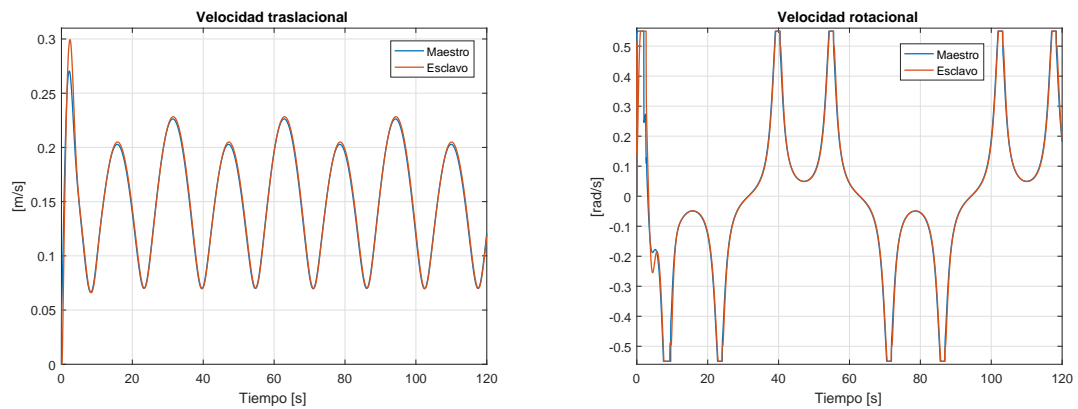 Velocidad traslacional
0.3
0.25
0.2
0.15
0.1
0.05
0
[m/s]
Maestro
Esclavo
0 20 40 60 80 100 120
Tiempo [s]
Velocidad rotacional
0.5
0.4
0.3
0.2
0.1
0
-0.1
-0.2
-0.3
-0.4
-0.5
[rad/s]
Maestro
Esclavo
0 20 40 60 80 100 120
Tiempo [s]